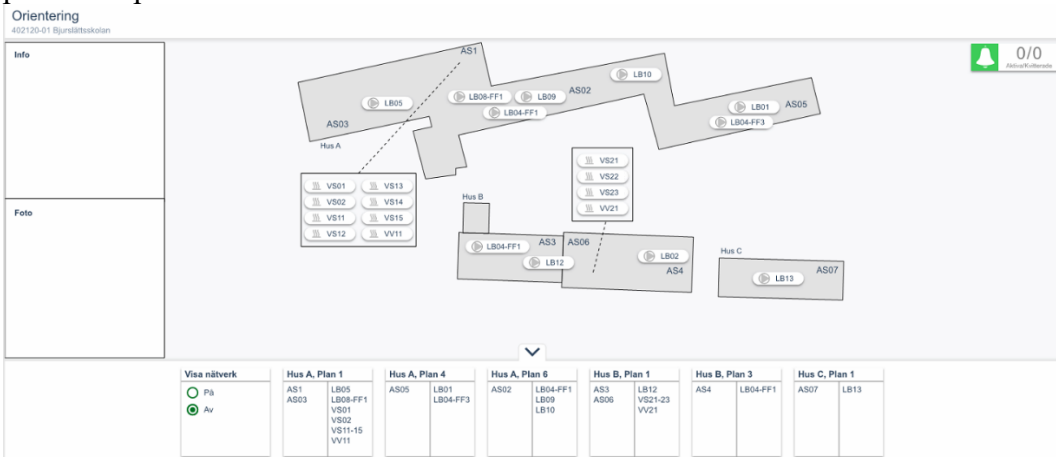 Orientering
402120-01 Bjurslättsskolan
Info
Foto
0/0
Aktiva/Kvitterade
AS1
LB10
LB05
LB08-FF1
LB09
AS02
LB04-FF1
LB01
AS05
LB04-FF3
AS03
Hus A
VS01
VS13
VS02
VS14
VS11
VS15
VS12
VV11
VS21
VS22
VS23
VV21
Hus B
LB04-FF1
AS3
AS06
LB12
LB02
AS4
Hus C
AS07
LB13
Visa nätverk
På
Av
Hus A, Plan 1
AS1
AS03
LB05
LB08-FF1
VS01
VS02
VS11-15
VV11
Hus A, Plan 4
AS05
LB01
LB04-FF3
Hus A, Plan 6
AS02
LB04-FF1
LB09
LB10
Hus B, Plan 1
AS3
AS06
LB12
VS21-23
VV21
Hus B, Plan 3
AS4
LB04-FF1
Hus C, Plan 1
AS07
LB13